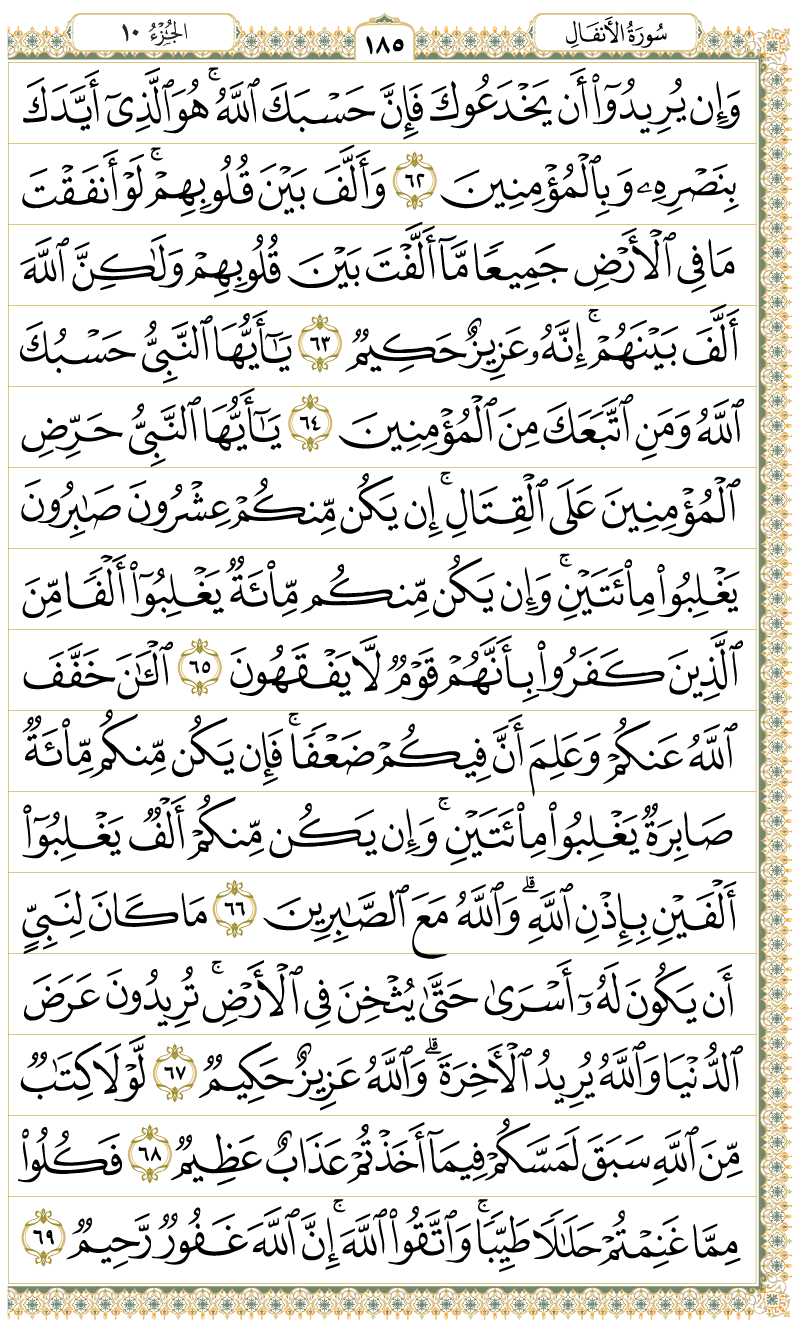 سُورَةُ الأَنفَالِ
١٨٥
الجُزْءُ ١٠
وَإِن يُرِيدُوٓا۟ أَن يَخْدَعُوكَ فَإِنَّ حَسْبَكَ ٱللَّهُ ۚ هُوَ ٱلَّذِىٓ أَيَّدَكَ
بِنَصْرِهِۦ وَبِٱلْمُؤْمِنِينَ ٦٢ وَأَلَّفَ بَيْنَ قُلُوبِهِمْ ۚ لَوْ أَنفَقْتَ
مَا فِى ٱلْأَرْضِ جَمِيعًا مَّآ أَلَّفْتَ بَيْنَ قُلُوبِهِمْ وَلَـٰكِنَّ ٱللَّهَ
أَلَّفَ بَيْنَهُمْ ۚ إِنَّهُۥ عَزِيزٌ حَكِيمٌ ٦٣ يَـٰٓأَيُّهَا ٱلنَّبِىُّ حَسْبُكَ
ٱللَّهُ وَمَنِ ٱتَّبَعَكَ مِنَ ٱلْمُؤْمِنِينَ ٦٤ يَـٰٓأَيُّهَا ٱلنَّبِىُّ حَرِّضِ
ٱلْمُؤْمِنِينَ عَلَى ٱلْقِتَالِ ۚ إِن يَكُن مِّنكُمْ عِشْرُونَ صَـٰبِرُونَ
يَغْلِبُوا۟ مِا۟ئَتَيْنِ ۚ وَإِن يَكُن مِّنكُم مِّا۟ئَةٌ يَغْلِبُوٓا۟ أَلْفًا مِّنَ
ٱلَّذِينَ كَفَرُوا۟ بِأَنَّهُمْ قَوْمٌ لَّا يَفْقَهُونَ ٦٥ ٱلْـَٔـٰنَ خَفَّفَ
ٱللَّهُ عَنكُمْ وَعَلِمَ أَنَّ فِيكُمْ ضَعْفًا ۚ فَإِن يَكُن مِّنكُم مِّا۟ئَةٌ
صَابِرَةٌ يَغْلِبُوا۟ مِا۟ئَتَيْنِ ۚ وَإِن يَكُن مِّنكُمْ أَلْفٌ يَغْلِبُوٓا۟
أَلْفَيْنِ بِإِذْنِ ٱللَّهِ ۗ وَٱللَّهُ مَعَ ٱلصَّـٰبِرِينَ ٦٦ مَا كَانَ لِنَبِىٍّ
أَن يَكُونَ لَهُۥٓ أَسْرَىٰ حَتَّىٰ يُثْخِنَ فِى ٱلْأَرْضِ ۚ تُرِيدُونَ عَرَضَ
ٱلدُّنْيَا وَٱللَّهُ يُرِيدُ ٱلْـَٔاخِرَةَ ۗ وَٱللَّهُ عَزِيزٌ حَكِيمٌ ٦٧ لَّوْلَا كِتَـٰبٌ
مِّنَ ٱللَّهِ سَبَقَ لَمَسَّكُمْ فِيمَآ أَخَذْتُمْ عَذَابٌ عَظِيمٌ ٦٨ فَكُلُوا۟
مِمَّا غَنِمْتُمْ حَلَـٰلًا طَيِّبًا ۚ وَٱتَّقُوا۟ ٱللَّهَ ۚ إِنَّ ٱللَّهَ غَفُورٌ رَّحِيمٌ ٦٩